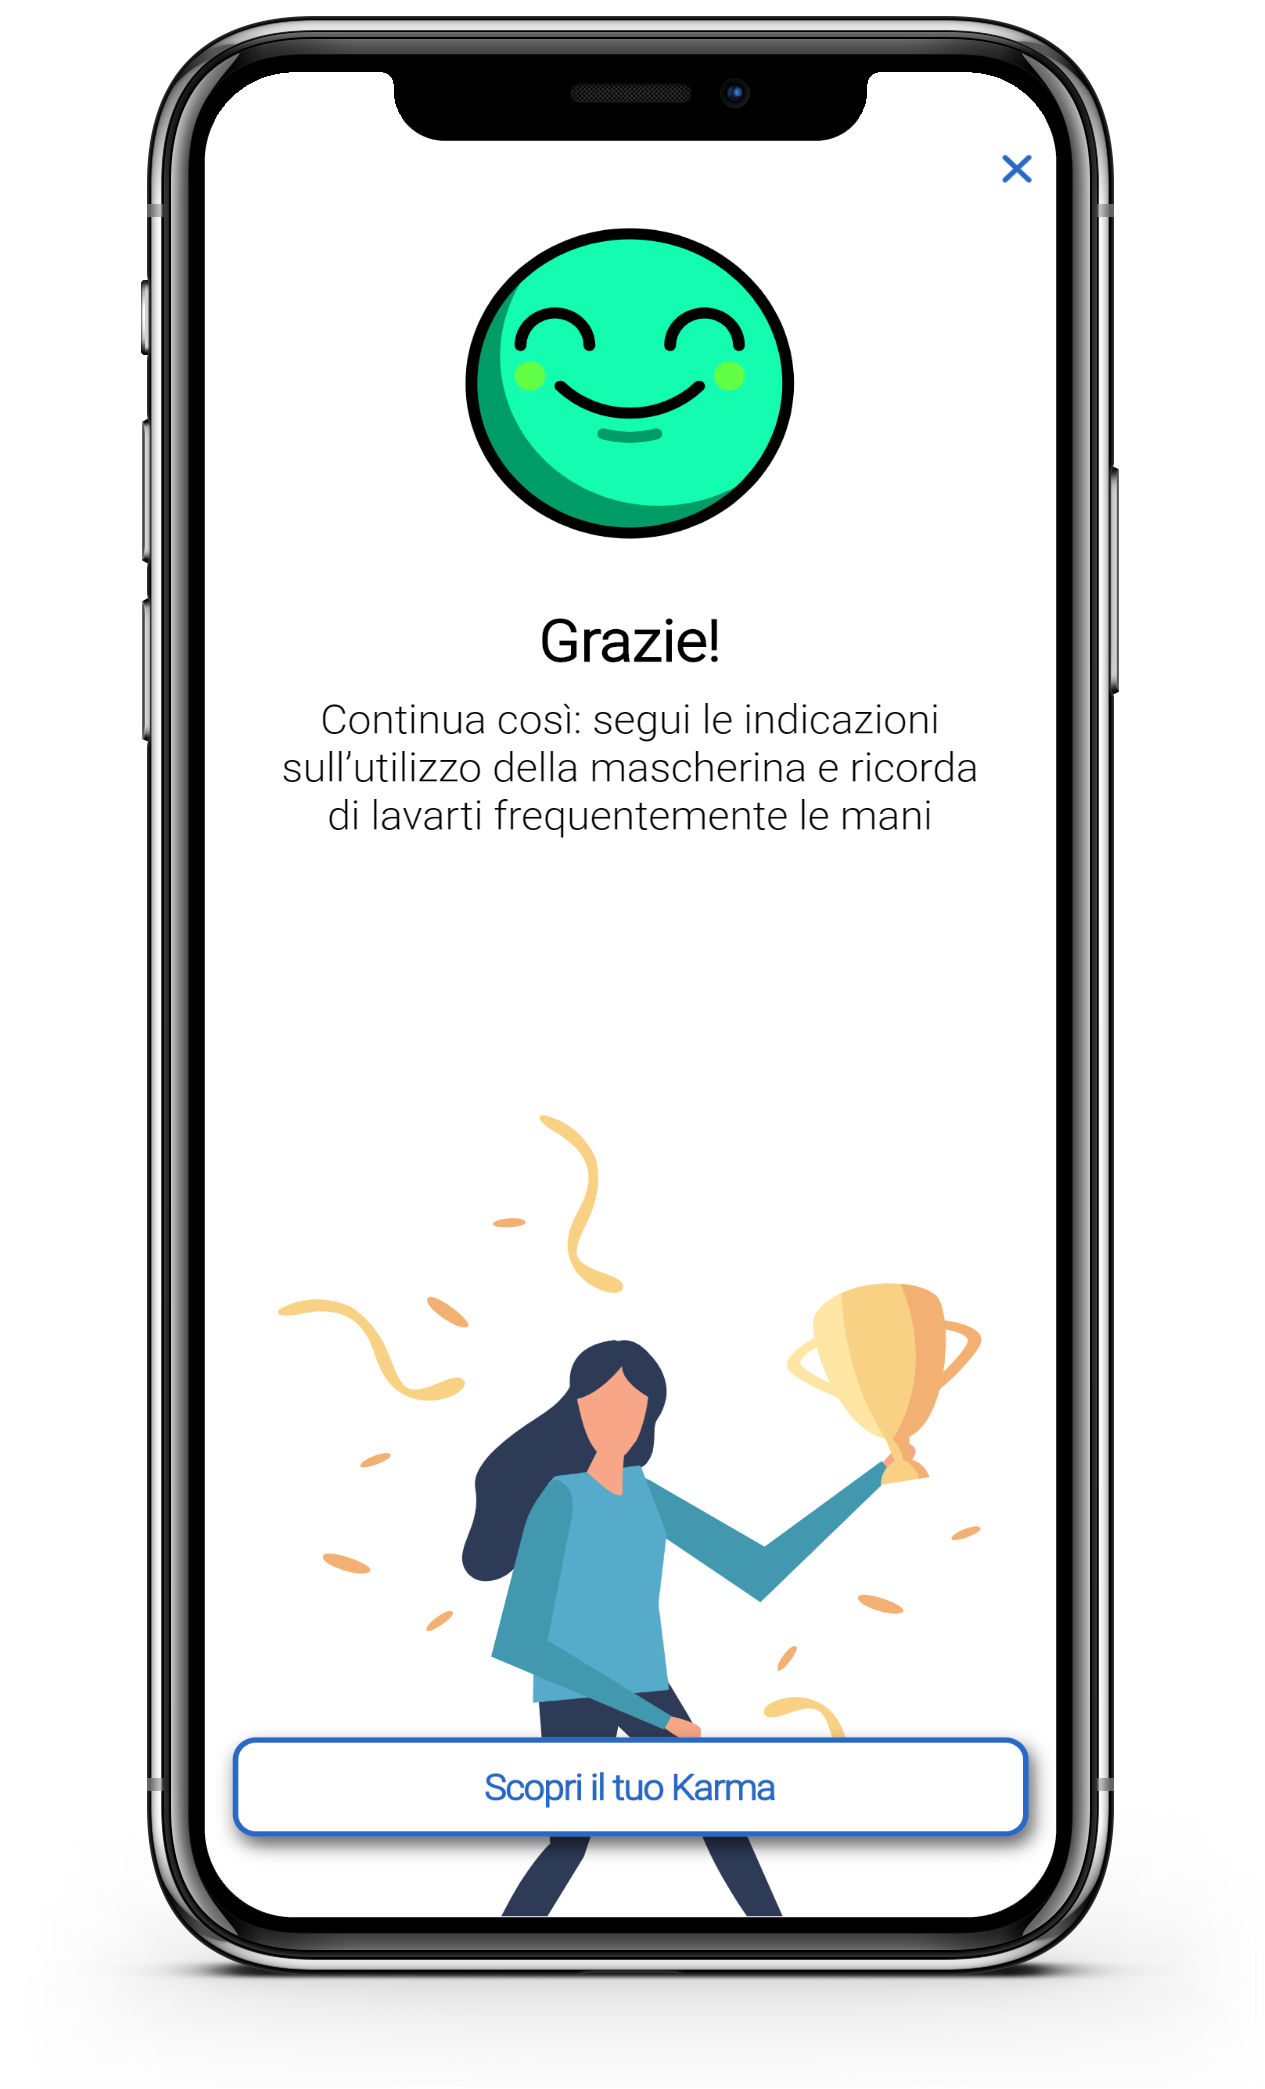 Grazie!
Continua così: segui le indicazioni
sull’utilizzo della mascherina e ricorda
di lavarti frequentemente le mani
Scopri il tuo Karma